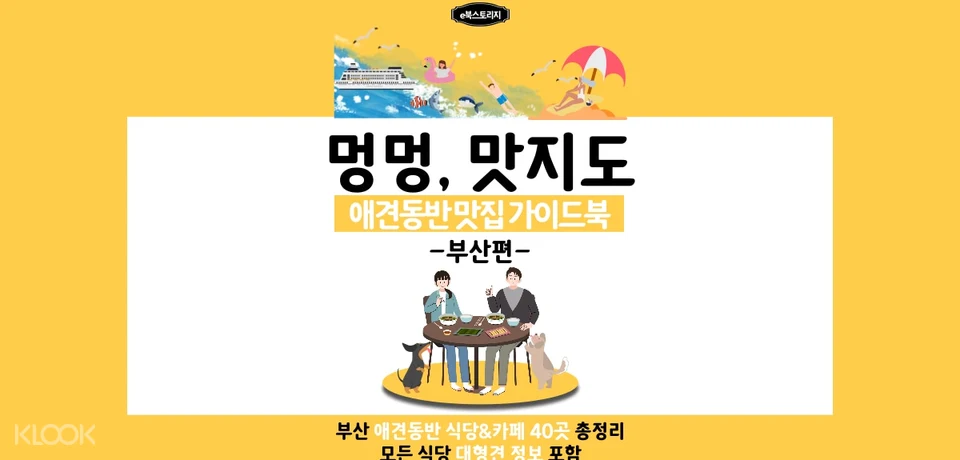 e북스토리지
멍멍, 맛지도
애견동반 맛집 가이드북
-부산편-
부산 애견동반 식당&카페 40곳 총정리
모든 식당 대형견 정보 포함
KLOOK